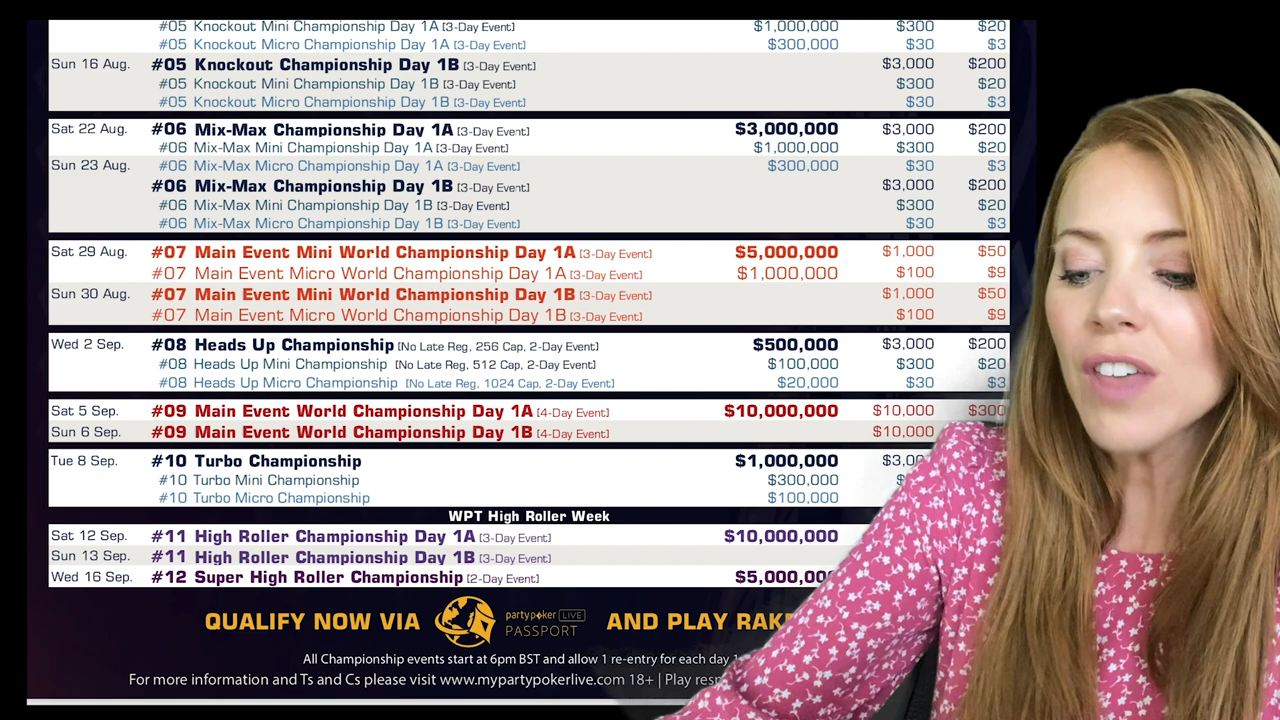 #05 Knockout Mini Championship Day 1A [3-Day Event] $1,000,000 $300 $20
#05 Knockout Micro Championship Day 1A [3-Day Event] $300,000 $30 $3
Sun 16 Aug. #05 Knockout Championship Day 1B [3-Day Event] $3,000 $200
#05 Knockout Mini Championship Day 1B [3-Day Event] $300 $20
#05 Knockout Micro Championship Day 1B [3-Day Event] $30 $3
Sat 22 Aug. #06 Mix-Max Championship Day 1A [3-Day Event] $3,000,000 $3,000 $200
#06 Mix-Max Mini Championship Day 1A [3-Day Event] $1,000,000 $300 $20
Sun 23 Aug. #06 Mix-Max Micro Championship Day 1A [3-Day Event] $300,000 $30 $3
#06 Mix-Max Championship Day 1B [3-Day Event] $3,000 $200
#06 Mix-Max Mini Championship Day 1B [3-Day Event] $300 $20
#06 Mix-Max Micro Championship Day 1B [3-Day Event] $30 $3
Sat 29 Aug. #07 Main Event Mini World Championship Day 1A [3-Day Event] $5,000,000 $1,000 $50
#07 Main Event Micro World Championship Day 1A [3-Day Event] $1,000,000 $100 $9
Sun 30 Aug. #07 Main Event Mini World Championship Day 1B [3-Day Event] $1,000 $50
#07 Main Event Micro World Championship Day 1B [3-Day Event] $100 $9
Wed 2 Sep. #08 Heads Up Championship [No Late Reg, 256 Cap, 2-Day Event] $500,000 $3,000 $200
#08 Heads Up Mini Championship [No Late Reg, 512 Cap, 2-Day Event] $100,000 $300 $20
#08 Heads Up Micro Championship [No Late Reg, 1024 Cap, 2-Day Event] $20,000 $30 $3
Sat 5 Sep. #09 Main Event World Championship Day 1A [4-Day Event] $10,000,000 $10,000 $300
Sun 6 Sep. #09 Main Event World Championship Day 1B [4-Day Event] $10,000
Tue 8 Sep. #10 Turbo Championship $1,000,000
#10 Turbo Mini Championship $300,000
#10 Turbo Micro Championship $100,000
WPT High Roller Week
Sat 12 Sep. #11 High Roller Championship Day 1A [3-Day Event] $10,000,000
Sun 13 Sep. #11 High Roller Championship Day 1B [3-Day Event]
Wed 16 Sep. #12 Super High Roller Championship [2-Day Event]
QUALIFY NOW VIA partypoker LIVE PASSPORT AND PLAY
All Championship events start at 6pm BST and allow 1 re-entry for each day
For more information and Ts and Cs please visit www.mypartypokerlive.com 18+ | Play